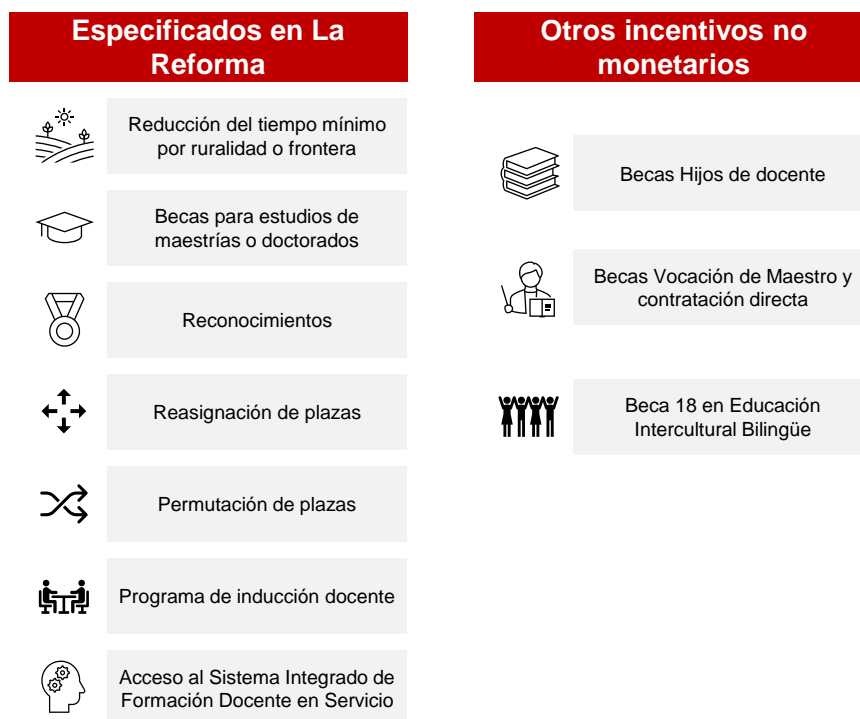 Especificados en La
Reforma
Reducción del tiempo mínimo
por ruralidad o frontera
Becas para estudios de
maestrías o doctorados
Reconocimientos
Reasignación de plazas
Permutación de plazas
Programa de inducción docente
Acceso al Sistema Integrado de
Formación Docente en Servicio
Otros incentivos no
monetarios
Becas Hijos de docente
Becas Vocación de Maestro y
contratación directa
Beca 18 en Educación
Intercultural Bilingüe